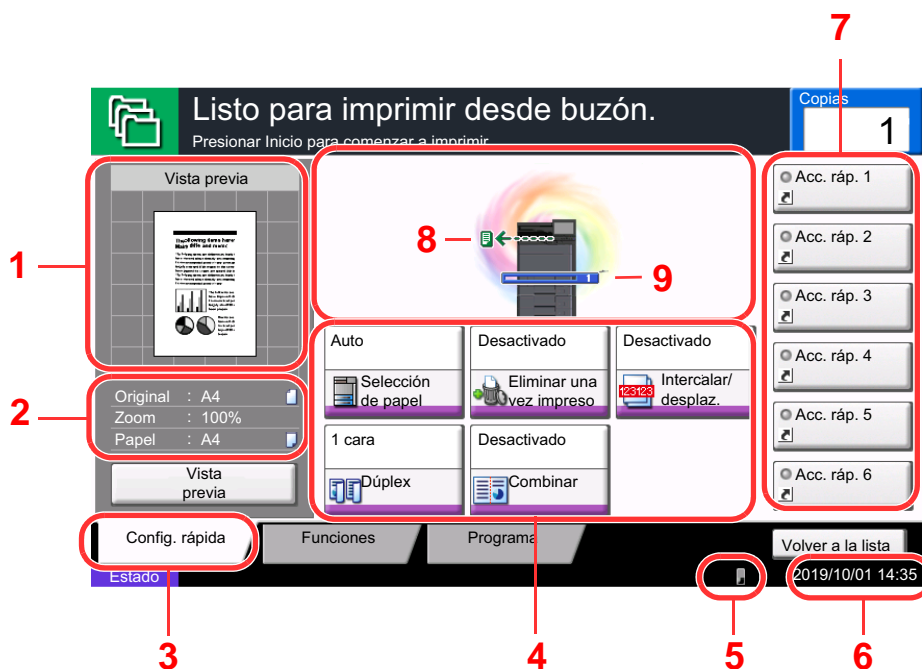 7
Listo para imprimir desde buzón.
Presionar Inicio para comenzar a imprimir.
Copias
1
Vista previa
1
8
9
1
Acc. ráp. 1
Acc. ráp. 2
Acc. ráp. 3
Acc. ráp. 4
Acc. ráp. 5
Acc. ráp. 6
2
Original : A4
Zoom : 100%
Papel : A4
Vista
previa
Auto
Selección
de papel
Desactivado
Eliminar una
vez impreso
Desactivado
123123
Intercalar/
desplaz.
1 cara
Dúplex
Desactivado
Combinar
Config. rápida
Funciones
Programa
Volver a la lista
Estado
2019/10/01 14:35
3
4
5
6